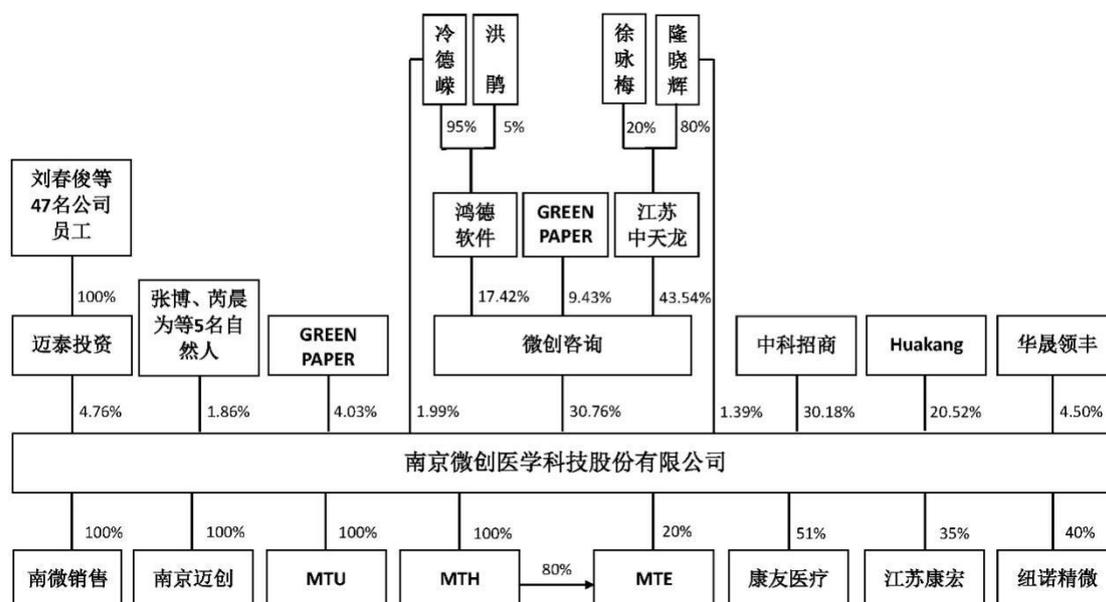 冷德嵘
洪鹃
徐咏梅
隆晓辉
95%
5%
20%
80%
刘春俊等
47名公司
员工
鸿德
软件
GREEN
PAPER
江苏
中天龙
100%
17.42%
9.43%
43.54%
张博、芮晨
为等5名自
然人
迈泰投资
GREEN
PAPER
微创咨询
中科招商
Huakang
华晟领丰
4.76%
1.86%
4.03%
1.99%
30.76%
1.39%
30.18%
20.52%
4.50%
南京微创医学科技股份有限公司
100%
100%
100%
100%
20%
51%
35%
40%
南微销售
南京迈创
MTU
MTH
80%
MTE
康友医疗
江苏康宏
纽诺精微